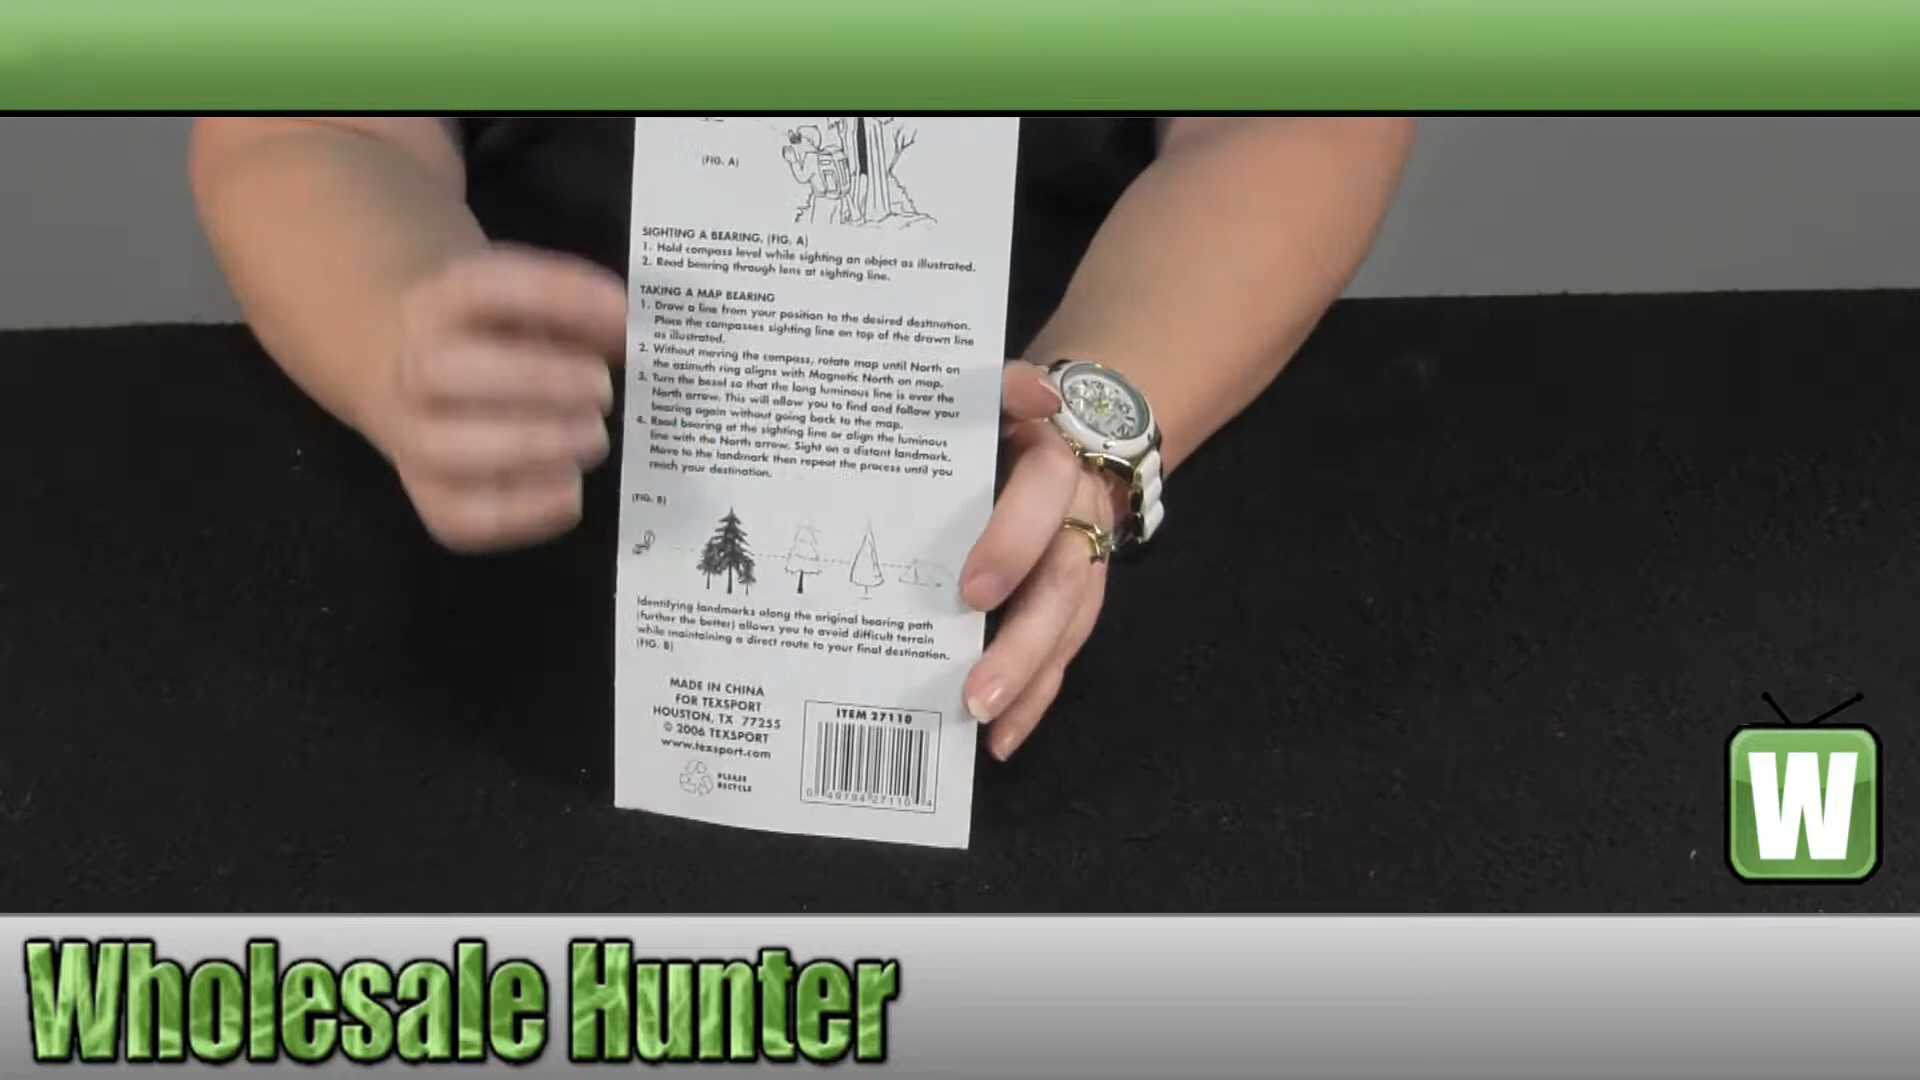 (FIG. A)
SIGHTING A BEARING. (FIG. A)
1. Hold compass level while sighting an object as illustrated.
2. Read bearing through lens at sighting line.
TAKING A MAP BEARING
1. Draw a line from your position to the desired destination.
Place the compasses sighting line on top of the drawn line
as illustrated.
2. Without moving the compass, rotate map until North on
the azimuth ring aligns with Magnetic North on map.
3. Turn the bezel so that the long luminous line is over the
North arrow. This will allow you to find and follow your
bearing again without going back to the map.
4. Read bearing at the sighting line or align the luminous
line with the North arrow. Sight on a distant landmark.
Move to the landmark then repeat the process until you
reach your destination.
(FIG. B)
Identifying landmarks along the original bearing path
(further the better) allows you to avoid difficult terrain
while maintaining a direct route to your final destination.
(FIG. B)
MADE IN CHINA
FOR TEXSPORT
HOUSTON, TX 77255
© 2006 TEXSPORT
www.texsport.com
PLEASE
RECYCLE
ITEM 27110
0 49794 27110 4
W
Wholesale Hunter